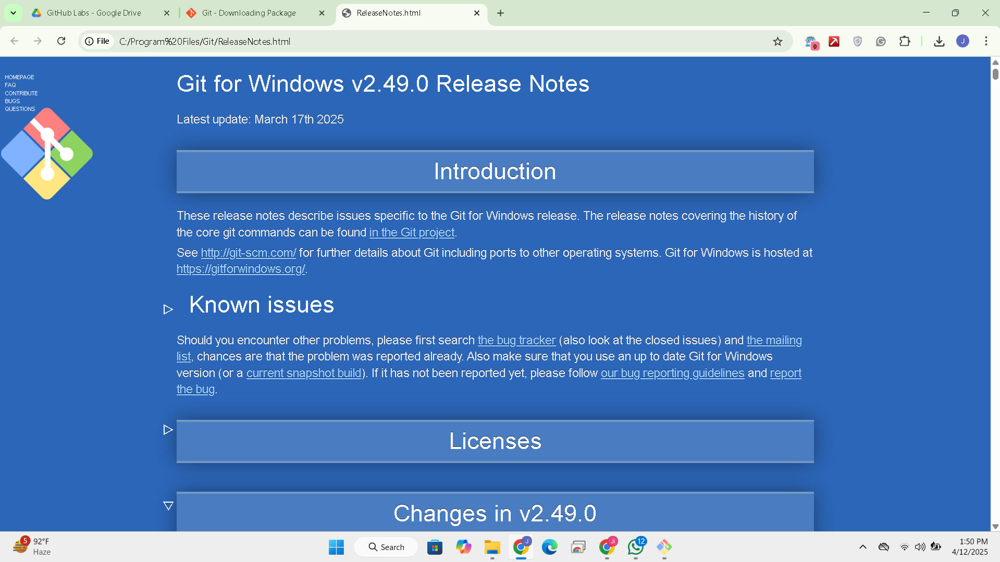 GitHub Labs - Google Drive
Git - Downloading Package
ReleaseNotes.html
File
C:/Program%20Files/Git/ReleaseNotes.html
0
J
HOMEPAGE
FAQ
CONTRIBUTE
BUGS
QUESTIONS
Git for Windows v2.49.0 Release Notes
Latest update: March 17th 2025
Introduction
These release notes describe issues specific to the Git for Windows release. The release notes covering the history of
the core git commands can be found in the Git project.
See http://git-scm.com/ for further details about Git including ports to other operating systems. Git for Windows is hosted at
https://gitforwindows.org/.
Known issues
Should you encounter other problems, please first search the bug tracker (also look at the closed issues) and the mailing
list, chances are that the problem was reported already. Also make sure that you use an up to date Git for Windows
version (or a current snapshot build). If it has not been reported yet, please follow our bug reporting guidelines and report
the bug.
Licenses
Changes in v2.49.0
5
92°F
Haze
Search
J
Ji
12
1:50 PM
4/12/2025